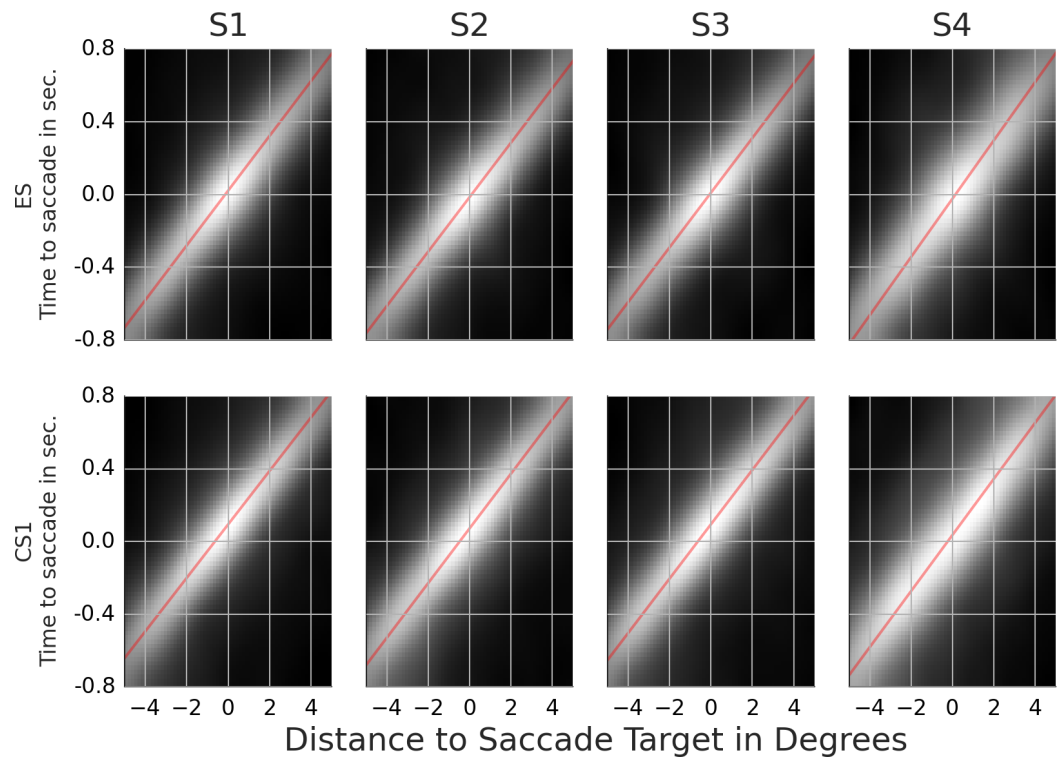 S1 S2 S3 S4
ES
Time to saccade in sec.
0.8
0.4
0.0
-0.4
-0.8
CS1
Time to saccade in sec.
0.8
0.4
0.0
-0.4
-0.8
−4 −2 0 2 4 −4 −2 0 2 4 −4 −2 0 2 4 −4 −2 0 2 4
Distance to Saccade Target in Degrees